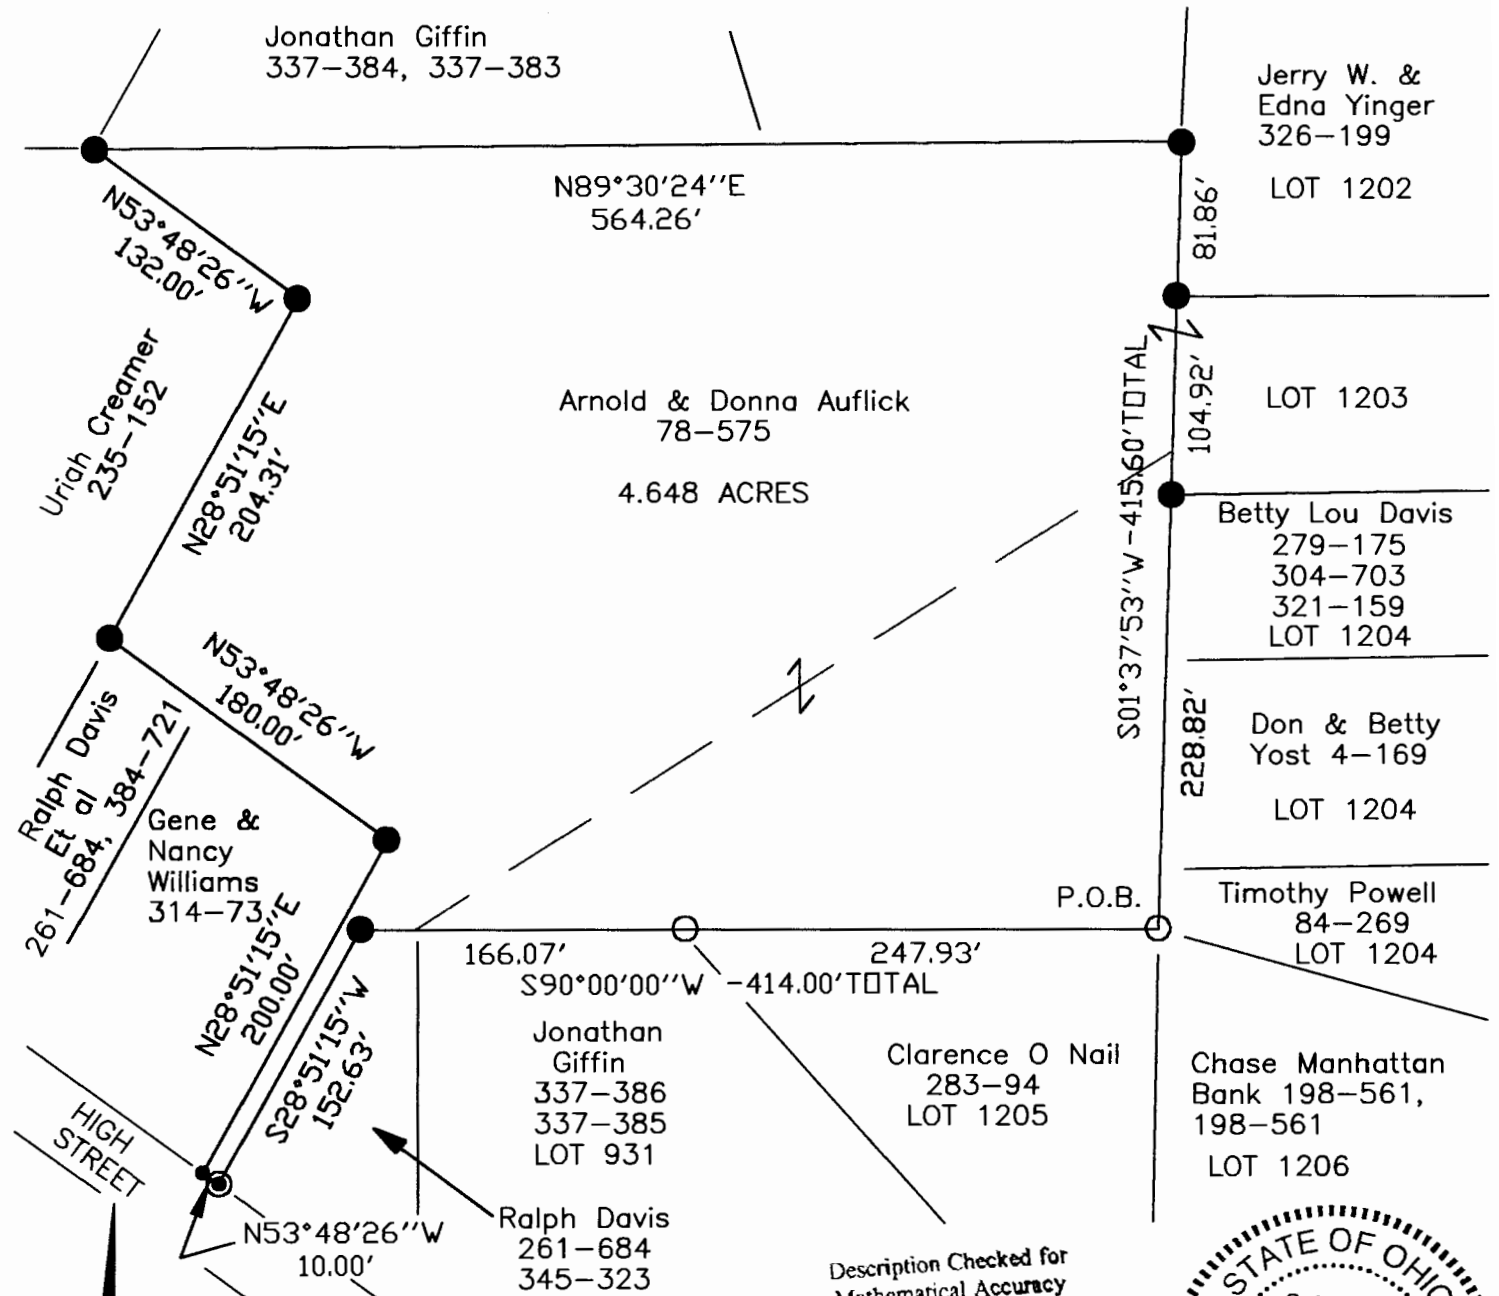 Jonathan Giffin
337-384, 337-383
Jerry W. &
Edna Yinger
326-199
LOT 1202
N89°30'24''E
564.26'
81.86'
N53°48'26''W
132.00'
Uriah Creamer
235-152
N28°51'15''E
204.31'
Arnold & Donna Auflick
78-575
4.648 ACRES
S01°37'53''W -415.60'TOTAL
104.92'
LOT 1203
Betty Lou Davis
279-175
304-703
321-159
LOT 1204
N53°48'26''W
180.00'
Ralph Davis
Et al
261-684, 384-721
Gene &
Nancy
Williams
314-73
228.82'
Don & Betty
Yost 4-169
LOT 1204
P.O.B.
Timothy Powell
84-269
LOT 1204
166.07'
247.93'
S90°00'00''W -414.00'TOTAL
N28°51'15''E
200.00'
S28°51'15''W
152.63'
Jonathan
Giffin
337-386
337-385
LOT 931
Clarence O Nail
283-94
LOT 1205
Chase Manhattan
Bank 198-561,
198-561
LOT 1206
HIGH
STREET
N53°48'26''W
10.00'
Ralph Davis
261-684
345-323
Description Checked for
Mathematical Accuracy
STATE OF OHIO